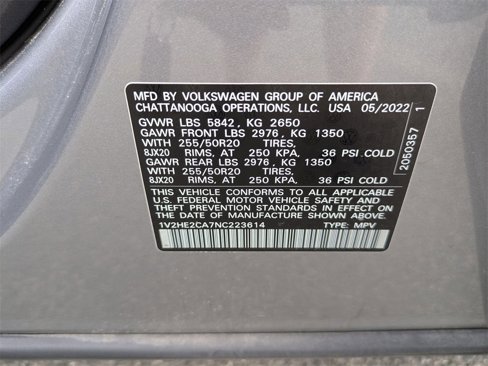 MFD BY VOLKSWAGEN GROUP OF AMERICA
CHATTANOOGA OPERATIONS, LLC. USA 05/2022
GVWR LBS 5842, KG 2650
GAWR FRONT LBS 2976, KG 1350
WITH 255/50R20 TIRES,
8JX20 RIMS, AT 250 KPA, 36 PSI COLD
GAWR REAR LBS 2976, KG 1350
WITH 255/50R20 TIRES,
8JX20 RIMS, AT 250 KPA, 36 PSI COLD
THIS VEHICLE CONFORMS TO ALL APPLICABLE
U.S. FEDERAL MOTOR VEHICLE SAFETY, BUMPER, AND
THEFT PREVENTION STANDARDS IN EFFECT ON
THE DATE OF MANUFACTURE SHOWN ABOVE.
1V2HE2CA7NC223614 TYPE: MPV
2050357 1